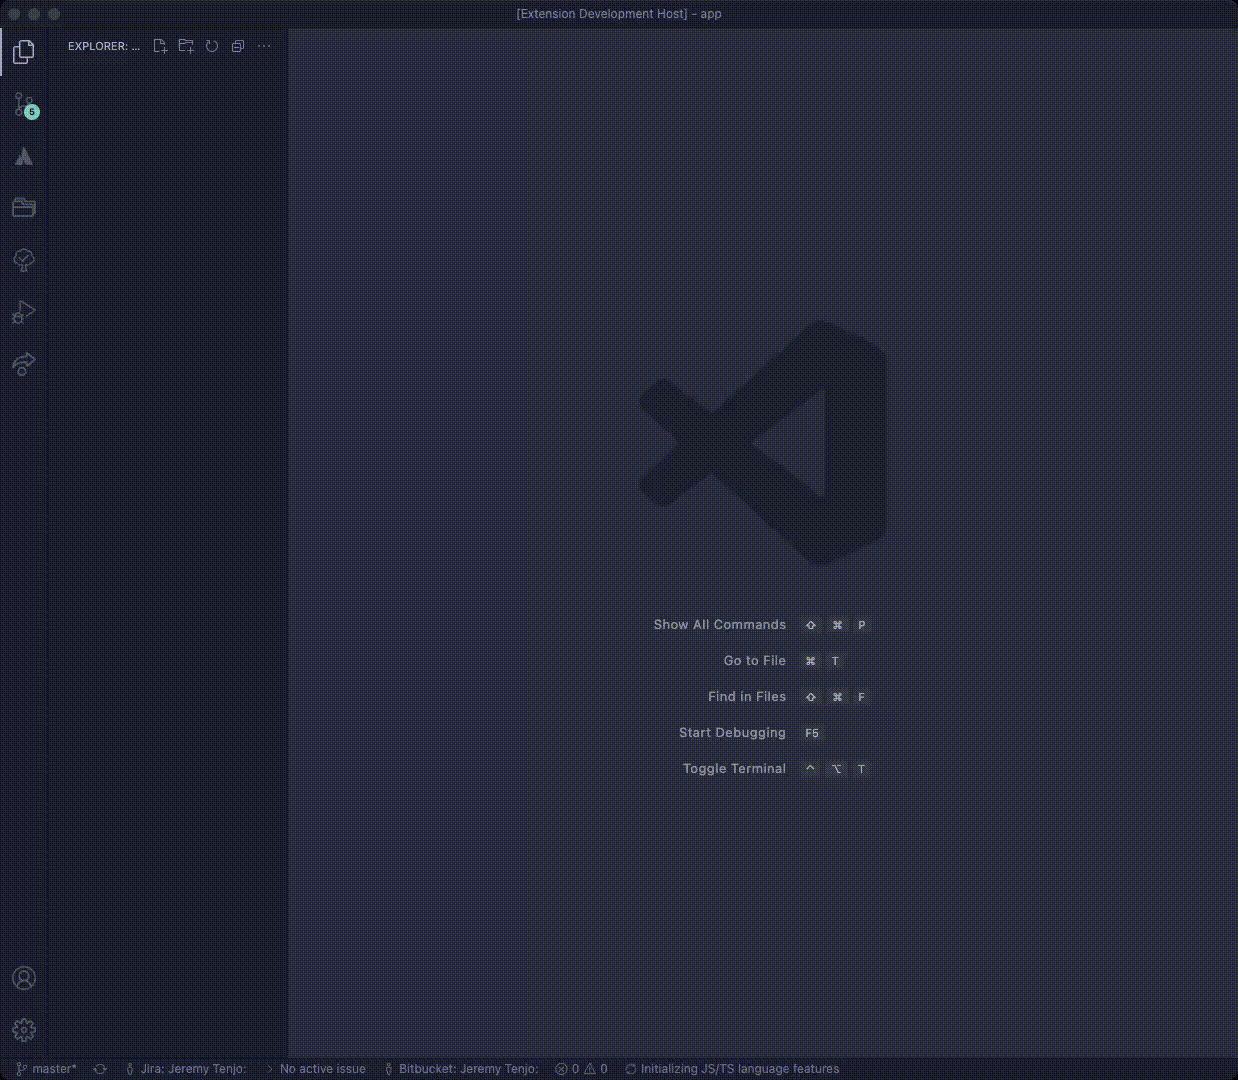 [Extension Development Host] - app
EXPLORER: ...
5
Show All Commands ⇧ ⌘ P
Go to File ⌘ T
Find in Files ⇧ ⌘ F
Start Debugging F5
Toggle Terminal ^ ⌥ T
master* Jira: Jeremy Tenjo: > No active issue Bitbucket: Jeremy Tenjo: 0 0 Initializing JS/TS language features